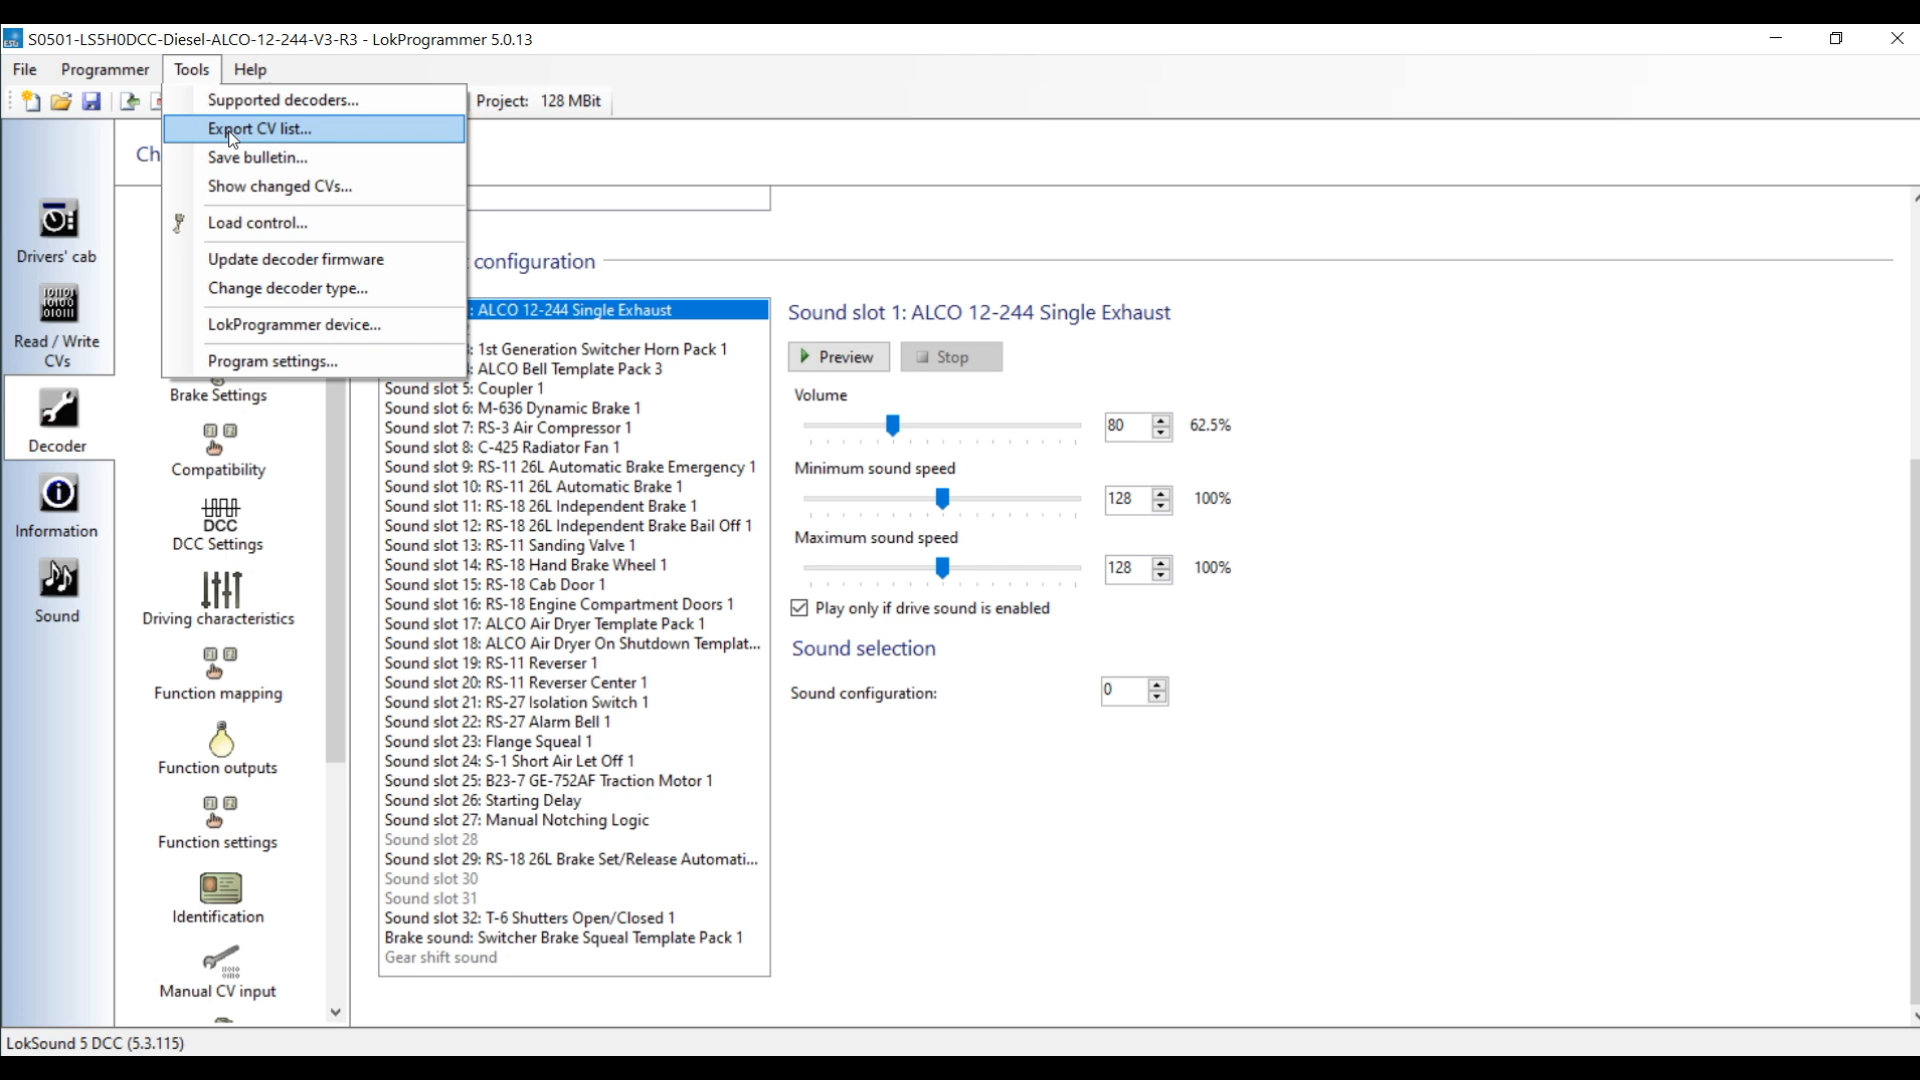 S0501-LS5H0DCC-Diesel-ALCO-12-244-V3-R3 - LokProgrammer 5.0.13
File Programmer Tools Help
Project: 128 MBit
Supported decoders...
Export CV list...
Save bulletin...
Show changed CVs...
Load control...
Update decoder firmware
Change decoder type...
LokProgrammer device...
Program settings...
Ch
Drivers' cab
Read / Write
CVs
Decoder
Information
Sound
Brake Settings
Compatibility
DCC
DCC Settings
Driving characteristics
Function mapping
Function outputs
Function settings
Identification
Manual CV input
configuration
: ALCO 12-244 Single Exhaust
: 1st Generation Switcher Horn Pack 1
: ALCO Bell Template Pack 3
Sound slot 5: Coupler 1
Sound slot 6: M-636 Dynamic Brake 1
Sound slot 7: RS-3 Air Compressor 1
Sound slot 8: C-425 Radiator Fan 1
Sound slot 9: RS-11 26L Automatic Brake Emergency 1
Sound slot 10: RS-11 26L Automatic Brake 1
Sound slot 11: RS-18 26L Independent Brake 1
Sound slot 12: RS-18 26L Independent Brake Bail Off 1
Sound slot 13: RS-11 Sanding Valve 1
Sound slot 14: RS-18 Hand Brake Wheel 1
Sound slot 15: RS-18 Cab Door 1
Sound slot 16: RS-18 Engine Compartment Doors 1
Sound slot 17: ALCO Air Dryer Template Pack 1
Sound slot 18: ALCO Air Dryer On Shutdown Templat...
Sound slot 19: RS-11 Reverser 1
Sound slot 20: RS-11 Reverser Center 1
Sound slot 21: RS-27 Isolation Switch 1
Sound slot 22: RS-27 Alarm Bell 1
Sound slot 23: Flange Squeal 1
Sound slot 24: S-1 Short Air Let Off 1
Sound slot 25: B23-7 GE-752AF Traction Motor 1
Sound slot 26: Starting Delay
Sound slot 27: Manual Notching Logic
Sound slot 28
Sound slot 29: RS-18 26L Brake Set/Release Automati...
Sound slot 30
Sound slot 31
Sound slot 32: T-6 Shutters Open/Closed 1
Brake sound: Switcher Brake Squeal Template Pack 1
Gear shift sound
Sound slot 1: ALCO 12-244 Single Exhaust
Preview Stop
Volume
80 62.5%
Minimum sound speed
128 100%
Maximum sound speed
128 100%
Play only if drive sound is enabled
Sound selection
Sound configuration: 0
LokSound 5 DCC (5.3.115)